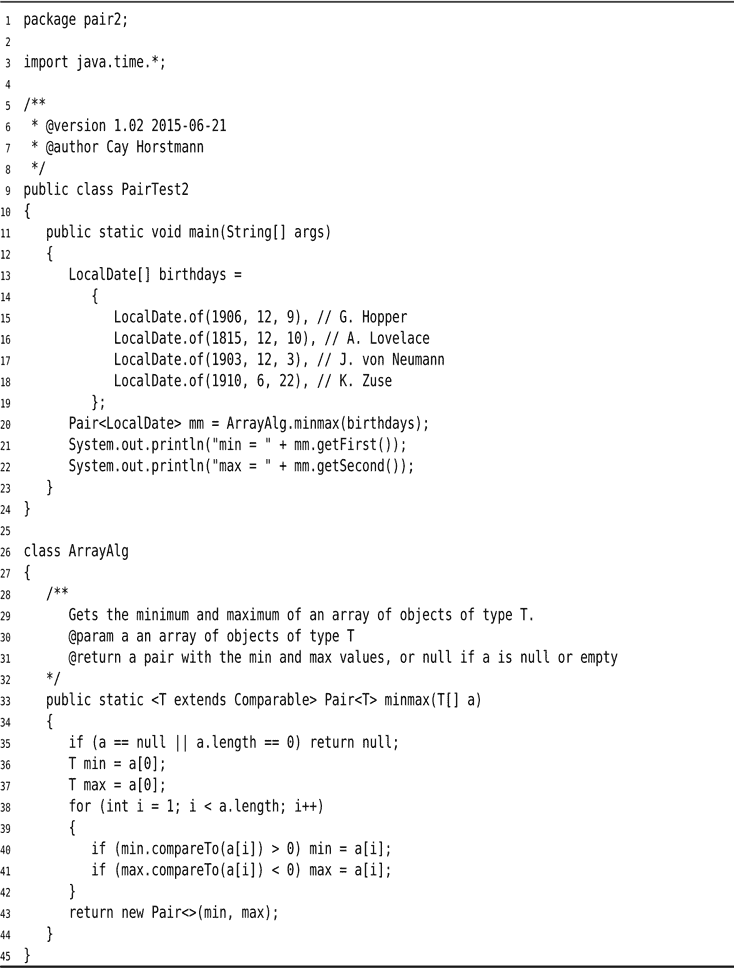 1 package pair2;
2
3 import java.time.*;
4
5 /**
6  * @version 1.02 2015-06-21
7  * @author Cay Horstmann
8  */
9 public class PairTest2
10 {
11    public static void main(String[] args)
12    {
13       LocalDate[] birthdays =
14          {
15             LocalDate.of(1906, 12, 9), // G. Hopper
16             LocalDate.of(1815, 12, 10), // A. Lovelace
17             LocalDate.of(1903, 12, 3), // J. von Neumann
18             LocalDate.of(1910, 6, 22), // K. Zuse
19          };
20       Pair<LocalDate> mm = ArrayAlg.minmax(birthdays);
21       System.out.println("min = " + mm.getFirst());
22       System.out.println("max = " + mm.getSecond());
23    }
24 }
25
26 class ArrayAlg
27 {
28    /**
29       Gets the minimum and maximum of an array of objects of type T.
30       @param a an array of objects of type T
31       @return a pair with the min and max values, or null if a is null or empty
32    */
33    public static <T extends Comparable> Pair<T> minmax(T[] a)
34    {
35       if (a == null || a.length == 0) return null;
36       T min = a[0];
37       T max = a[0];
38       for (int i = 1; i < a.length; i++)
39       {
40          if (min.compareTo(a[i]) > 0) min = a[i];
41          if (max.compareTo(a[i]) < 0) max = a[i];
42       }
43       return new Pair<>(min, max);
44    }
45 }